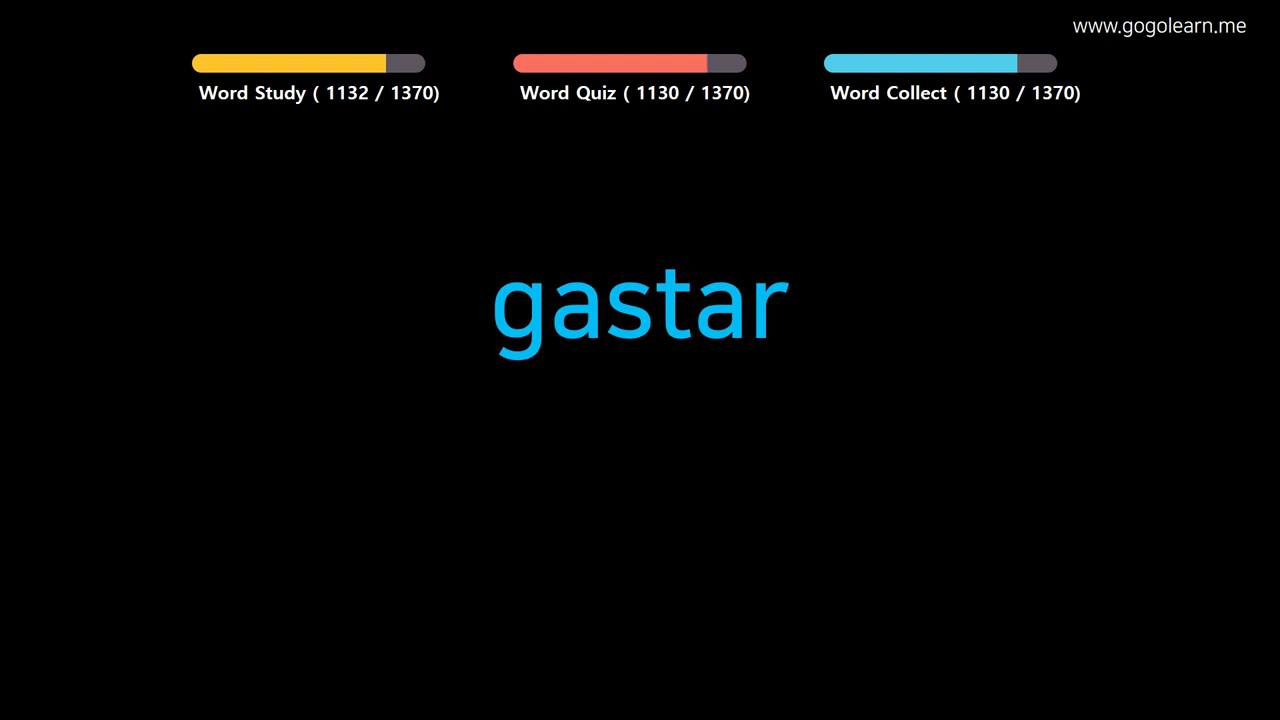 www.gogolearn.me
Word Study ( 1132 / 1370)
Word Quiz ( 1130 / 1370)
Word Collect ( 1130 / 1370)
gastar